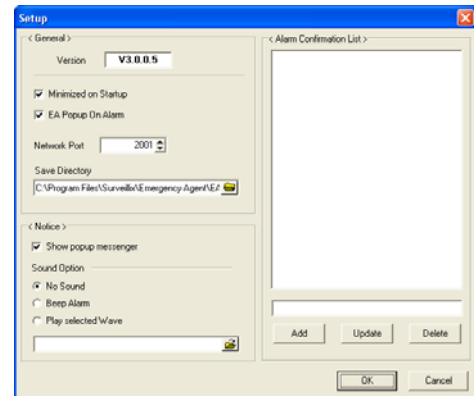 Setup
< General >
Version V3.0.0.5
Minimized on Startup
EA Popup On Alarm
Network Port 2001
Save Directory
C:\Program Files\Surveillix\Emergency Agent\EA
< Notice >
Show popup messenger
Sound Option
No Sound
Beep Alarm
Play selected Wave
< Alarm Confirmation List >
Add Update Delete
OK Cancel